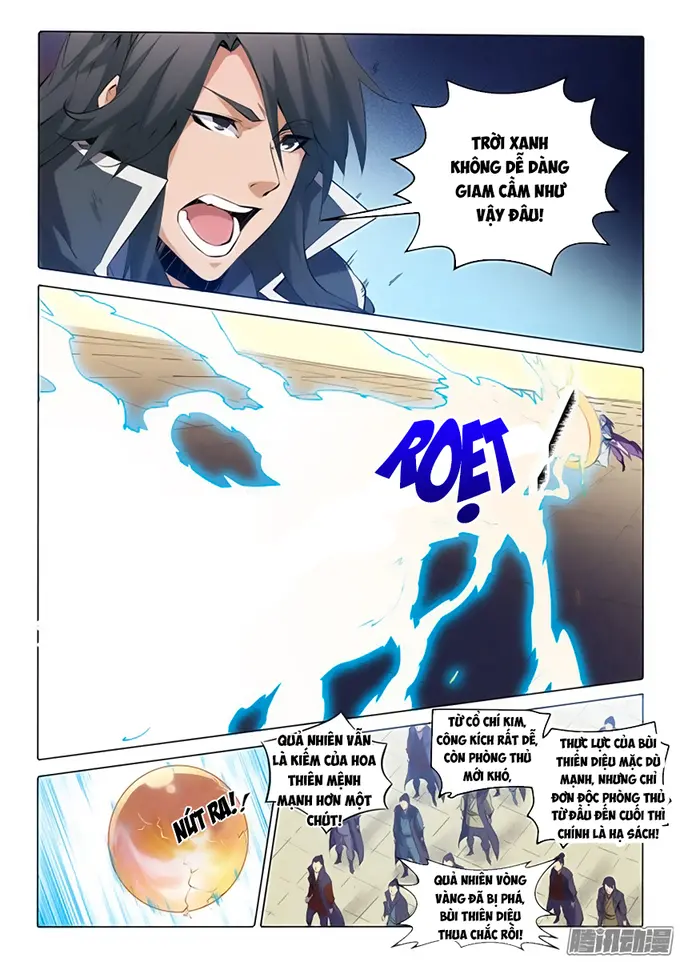 TRỜI XANH
KHÔNG DỄ DÀNG
GIAM CẦM NHƯ
VẬY ĐÂU!
ROẸT
NỨT RA!!
QUẢ NHIÊN VẪN
LÀ KIẾM CỦA HOA
THIÊN MỆNH
MẠNH HƠN MỘT
CHÚT!
TỪ CỔ CHÍ KIM,
CÔNG KÍCH RẤT DỄ,
CÒN PHÒNG THỦ
MỚI KHÓ,
THỰC LỰC CỦA BÙI
THIÊN DIỆU MẶC DÙ
MẠNH, NHƯNG CHỈ
ĐƠN ĐỘC PHÒNG THỦ
TỪ ĐẦU ĐẾN CUỐI THÌ
CHÍNH LÀ HẠ SÁCH!
QUẢ NHIÊN VÒNG
VÀNG ĐÃ BỊ PHÁ,
BÙI THIÊN DIỆU
THUA CHẮC RỒI!
腾讯动漫